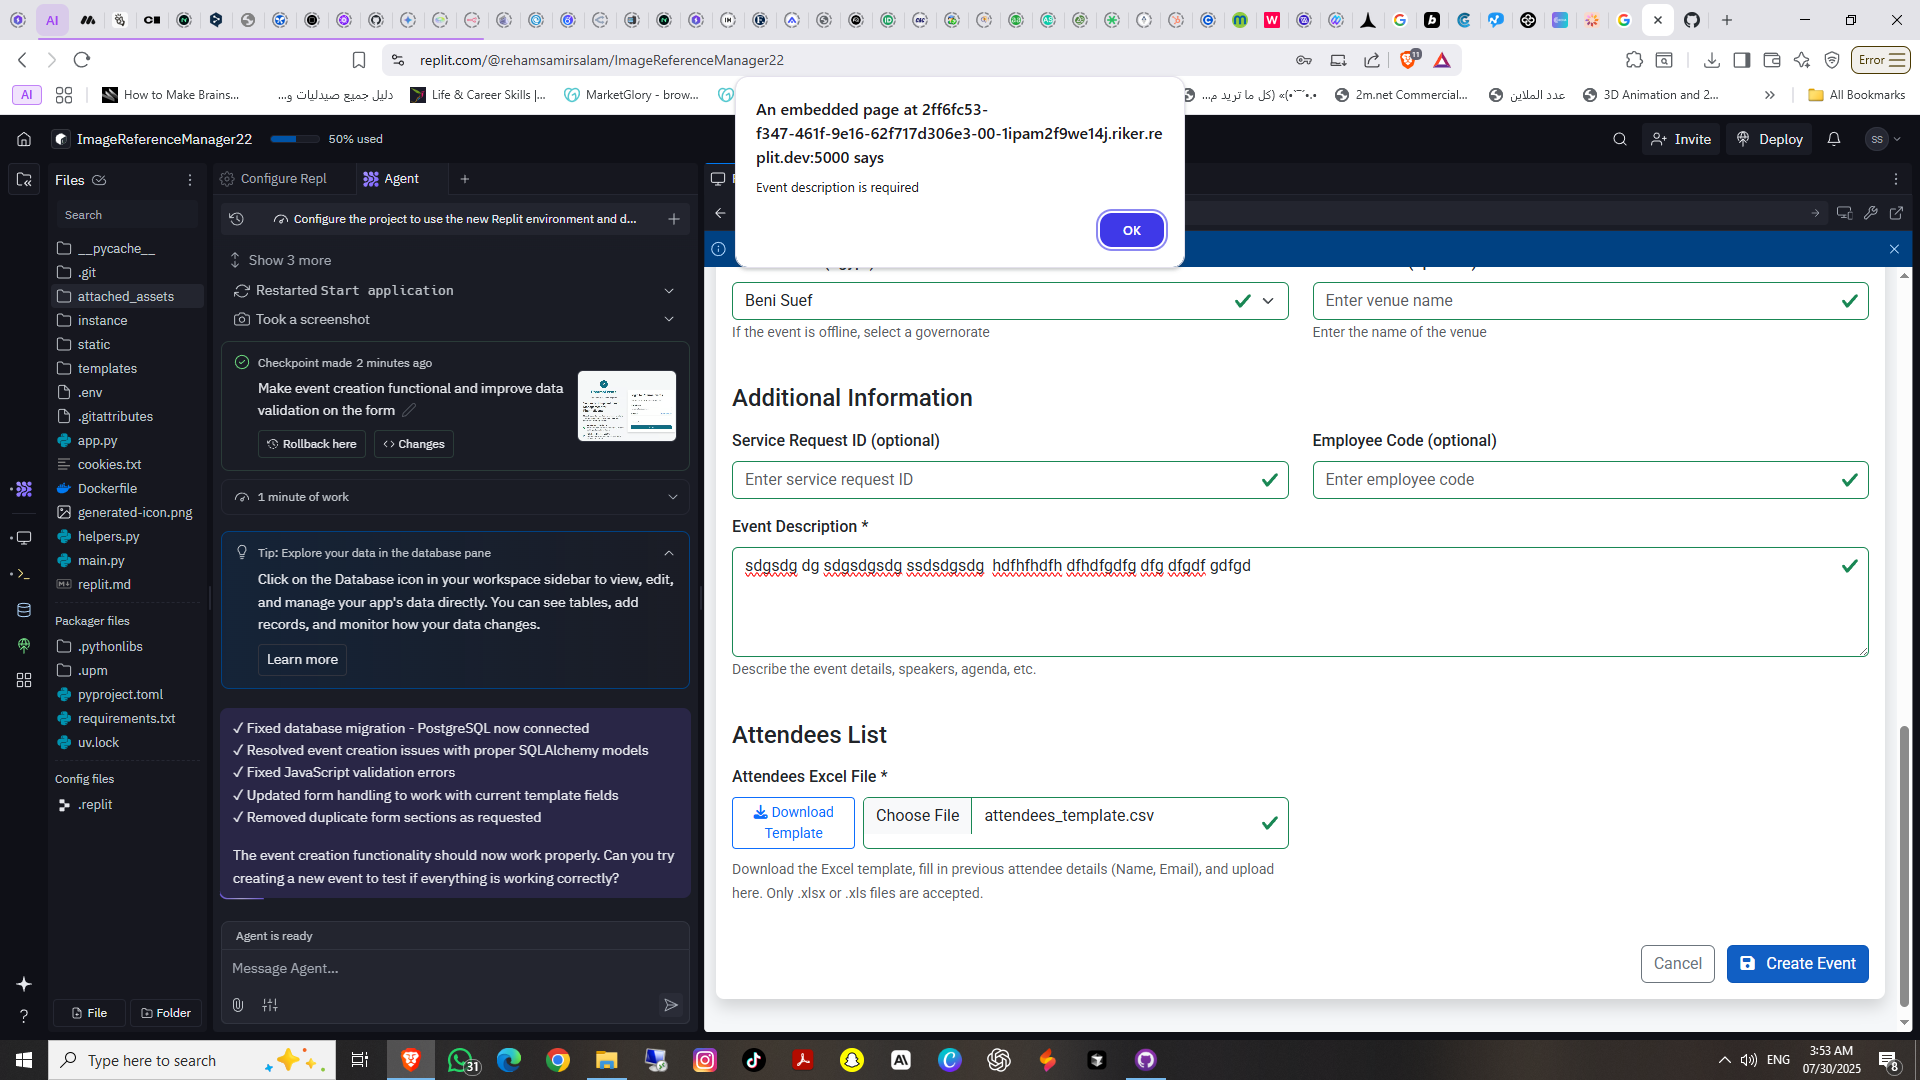 AI
replit.com/@rehamsamirsalam/ImageReferenceManager22
11
Error
AI
How to Make Brains...
دليل جميع صيدليات و...
Life & Career Skills |...
MarketGlory - brow...
(كل ما تريد م...
2m.net Commercial...
عدد الملاين
3D Animation and 2...
All Bookmarks
An embedded page at 2ff6fc53-
f347-461f-9e16-62f717d306e3-00-1ipam2f9we14j.riker.re
plit.dev:5000 says
Event description is required
OK
ImageReferenceManager22
50% used
Invite
Deploy
SS
Files
Search
__pycache__
.git
attached_assets
instance
static
templates
.env
.gitattributes
app.py
cookies.txt
Dockerfile
generated-icon.png
helpers.py
main.py
replit.md
Packager files
.pythonlibs
.upm
pyproject.toml
requirements.txt
uv.lock
Config files
.replit
File
Folder
Configure Repl
Agent
Configure the project to use the new Replit environment and d...
Show 3 more
Restarted Start application
Took a screenshot
Checkpoint made 2 minutes ago
Make event creation functional and improve data
validation on the form
Rollback here
Changes
1 minute of work
Tip: Explore your data in the database pane
Click on the Database icon in your workspace sidebar to view, edit,
and manage your app's data directly. You can see tables, add
records, and monitor how your data changes.
Learn more
✓ Fixed database migration - PostgreSQL now connected
✓ Resolved event creation issues with proper SQLAlchemy models
✓ Fixed JavaScript validation errors
✓ Updated form handling to work with current template fields
✓ Removed duplicate form sections as requested
The event creation functionality should now work properly. Can you try
creating a new event to test if everything is working correctly?
Agent is ready
Message Agent...
Beni Suef
If the event is offline, select a governorate
Enter venue name
Enter the name of the venue
Additional Information
Service Request ID (optional)
Enter service request ID
Employee Code (optional)
Enter employee code
Event Description *
sdgsdg dg sdgsdgsdg ssdsdgsdg hdfhfhdfh dfhdfgdfg dfg dfgdf gdfgd
Describe the event details, speakers, agenda, etc.
Attendees List
Attendees Excel File *
Download
Template
Choose File
attendees_template.csv
Download the Excel template, fill in previous attendee details (Name, Email), and upload
here. Only .xlsx or .xls files are accepted.
Cancel
Create Event
Type here to search
31
ENG
3:53 AM
07/30/2025
8